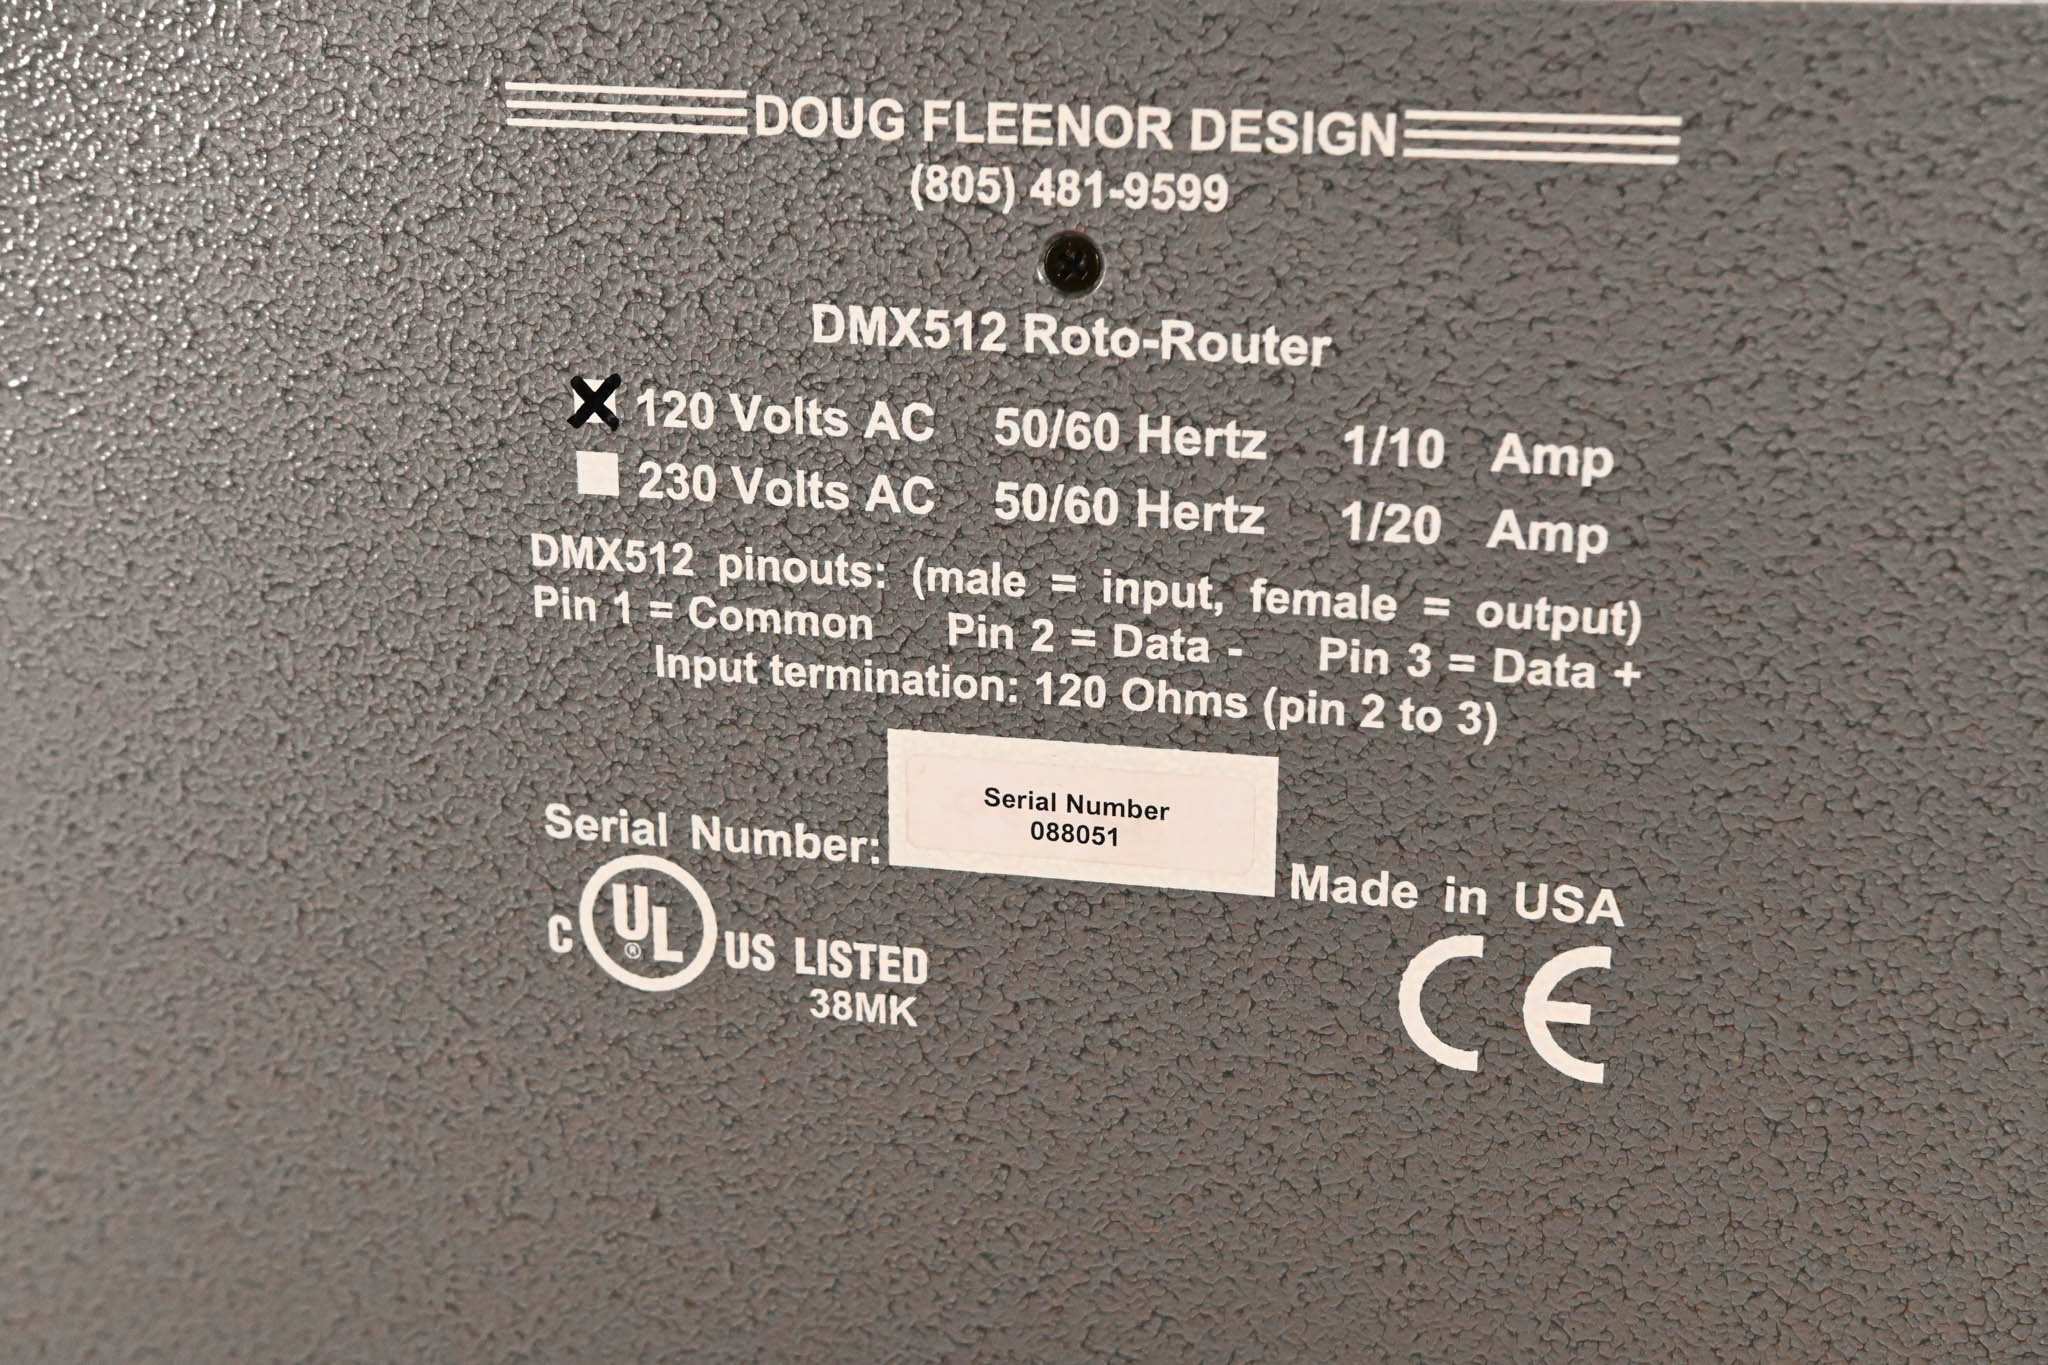 DOUG FLEENOR DESIGN
(805) 481-9599
DMX512 Roto-Router
120 Volts AC 50/60 Hertz 1/10 Amp
230 Volts AC 50/60 Hertz 1/20 Amp
DMX512 pinouts: (male = input, female = output)
Pin 1 = Common Pin 2 = Data - Pin 3 = Data +
Input termination: 120 Ohms (pin 2 to 3)
Serial Number:
Serial Number
088051
Made in USA
C UL ® US LISTED
38MK
CE